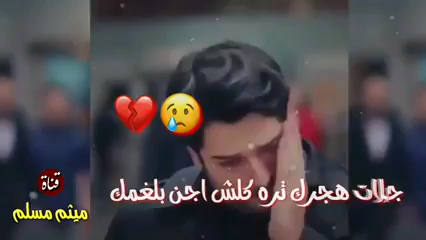 جلات هجرك تره كلش اجن بلغمك
قناة
ميثم مسلم